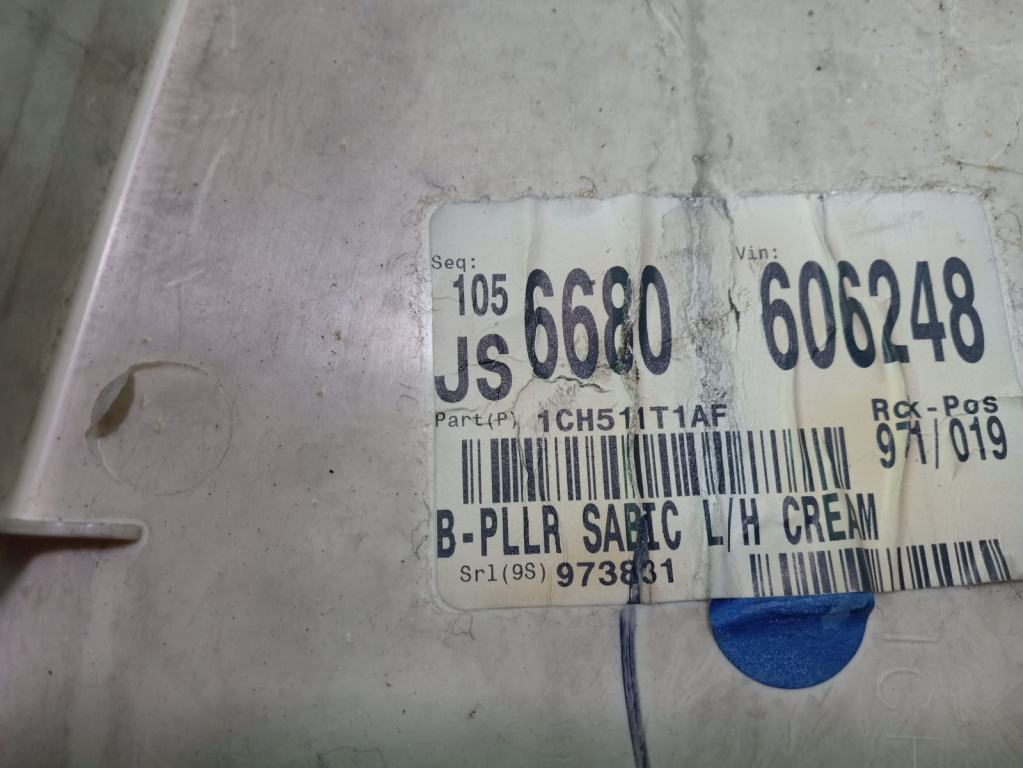 Seq: Vin:
105 6680 606248
JS
Part(P) 1CH511T1AF Rck-Pos
971/019
B-PLLR SABIC L/H CREAM
Srl(9S) 973831